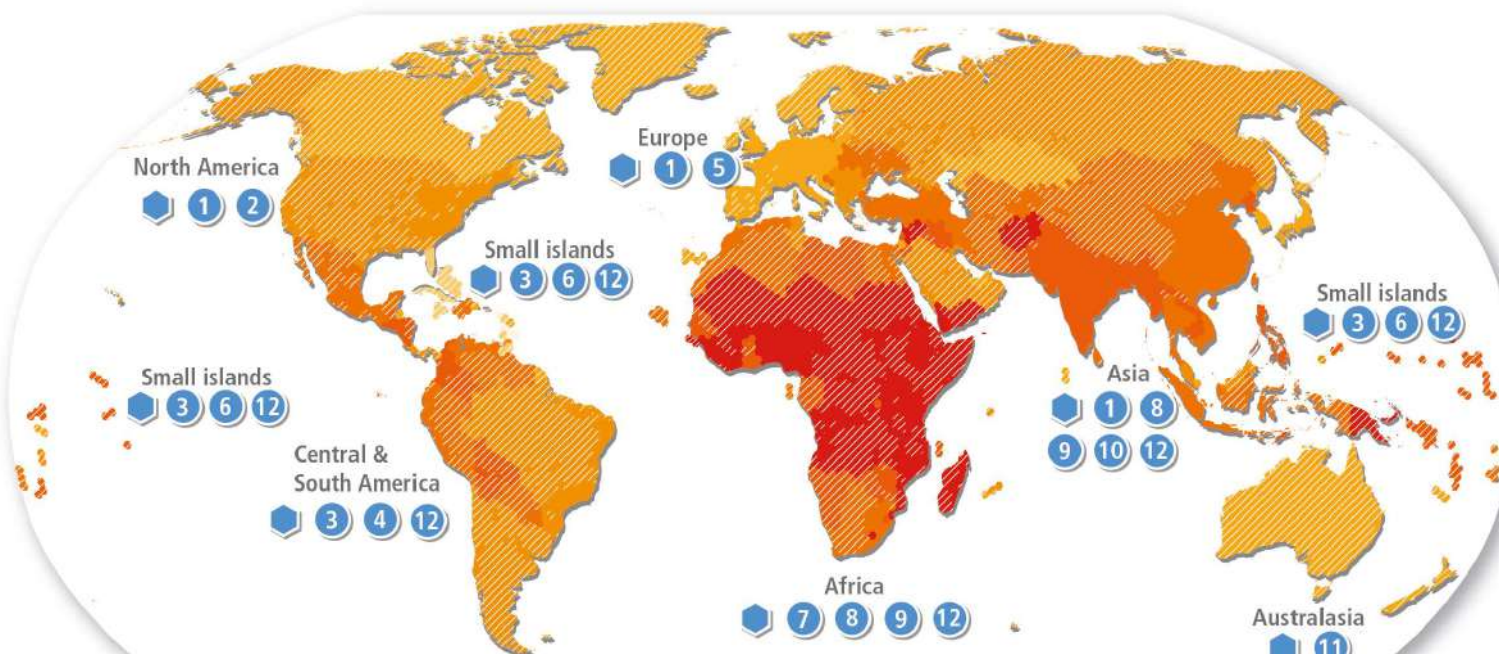 North America
1 2
Europe
1 5
Small islands
3 6 12
Small islands
3 6 12
Small islands
3 6 12
Central &
South America
3 4 12
Asia
1 8
9 10 12
Africa
7 8 9 12
Australasia
11